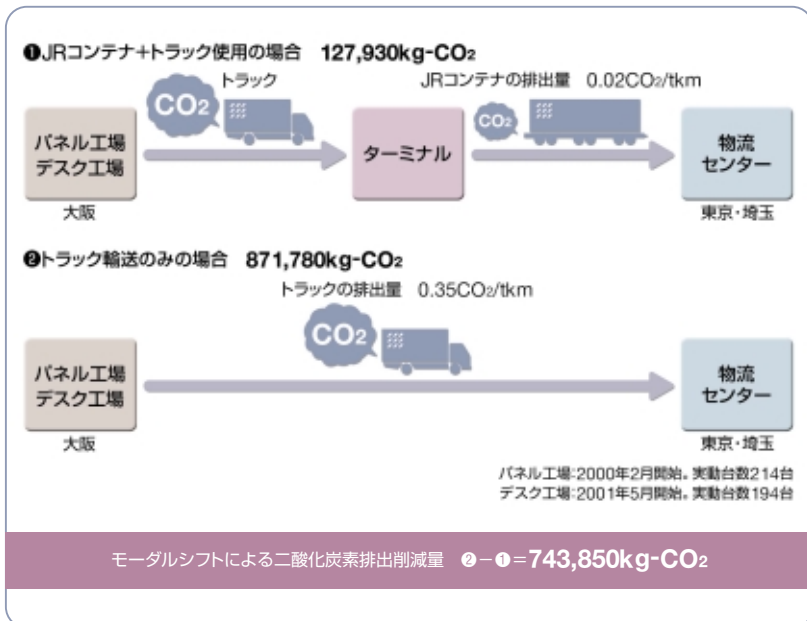 ❶JRコンテナ+トラック使用の場合 127,930kg-CO₂
トラック
JRコンテナの排出量 0.02CO₂/tkm
CO₂
CO₂
パネル工場
デスク工場
ターミナル
物流
センター
大阪
東京・埼玉
❷トラック輸送のみの場合 871,780kg-CO₂
トラックの排出量 0.35CO₂/tkm
CO₂
パネル工場
デスク工場
物流
センター
大阪
東京・埼玉
パネル工場:2000年2月開始。実動台数214台
デスク工場:2001年5月開始。実動台数194台
モーダルシフトによる二酸化炭素排出削減量 ❷−❶=743,850kg-CO₂